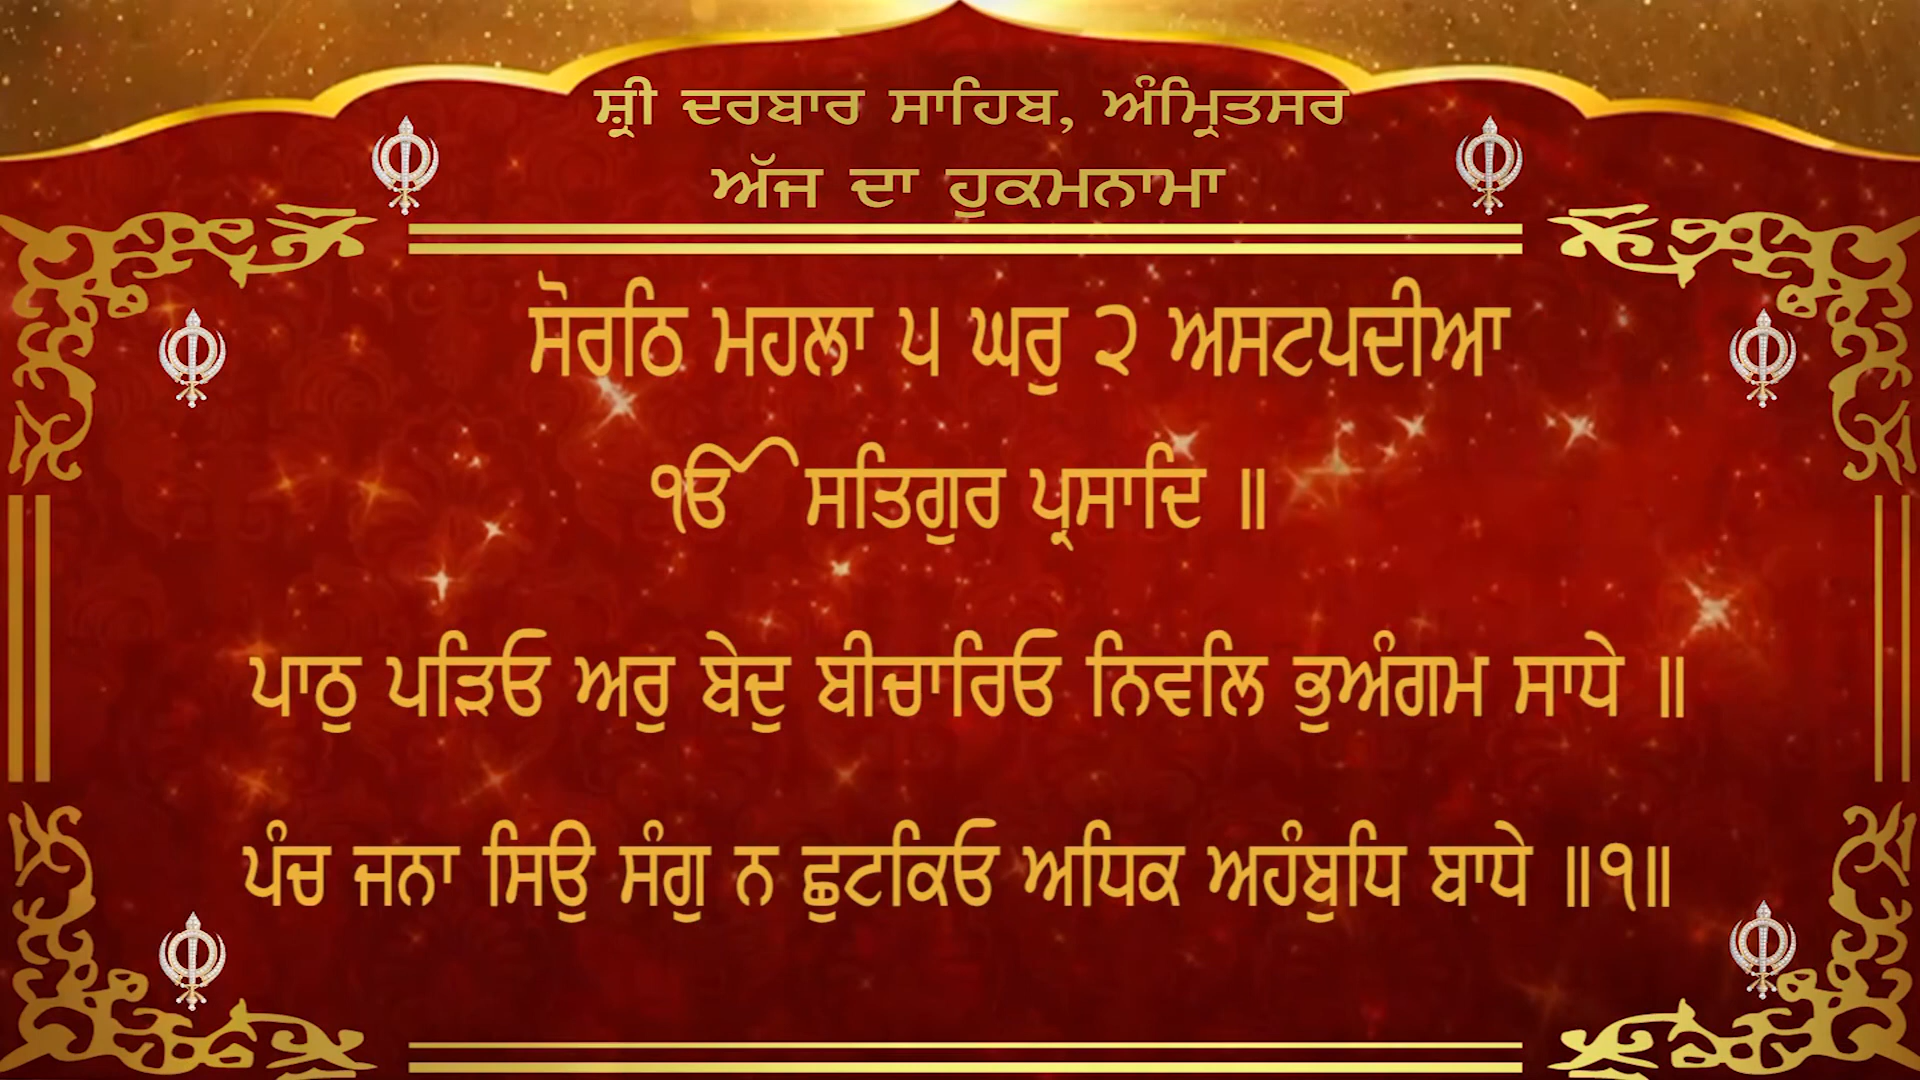 ਸ਼੍ਰੀ ਦਰਬਾਰ ਸਾਹਿਬ, ਅੰਮ੍ਰਿਤਸਰ
ਅੱਜ ਦਾ ਹੁਕਮਨਾਮਾ
ਸੋਰਠਿ ਮਹਲਾ ੫ ਘਰੁ ੨ ਅਸਟਪਦੀਆ
ੴ ਸਤਿਗੁਰ ਪ੍ਰਸਾਦਿ ॥
ਪਾਠੁ ਪੜਿਓ ਅਰੁ ਬੇਦੁ ਬੀਚਾਰਿਓ ਨਿਵਲਿ ਭੁਅੰਗਮ ਸਾਧੇ ॥
ਪੰਚ ਜਨਾ ਸਿਉ ਸੰਗੁ ਨ ਛੁਟਕਿਓ ਅਧਿਕ ਅਹੰਬੁਧਿ ਬਾਧੇ ॥੧॥